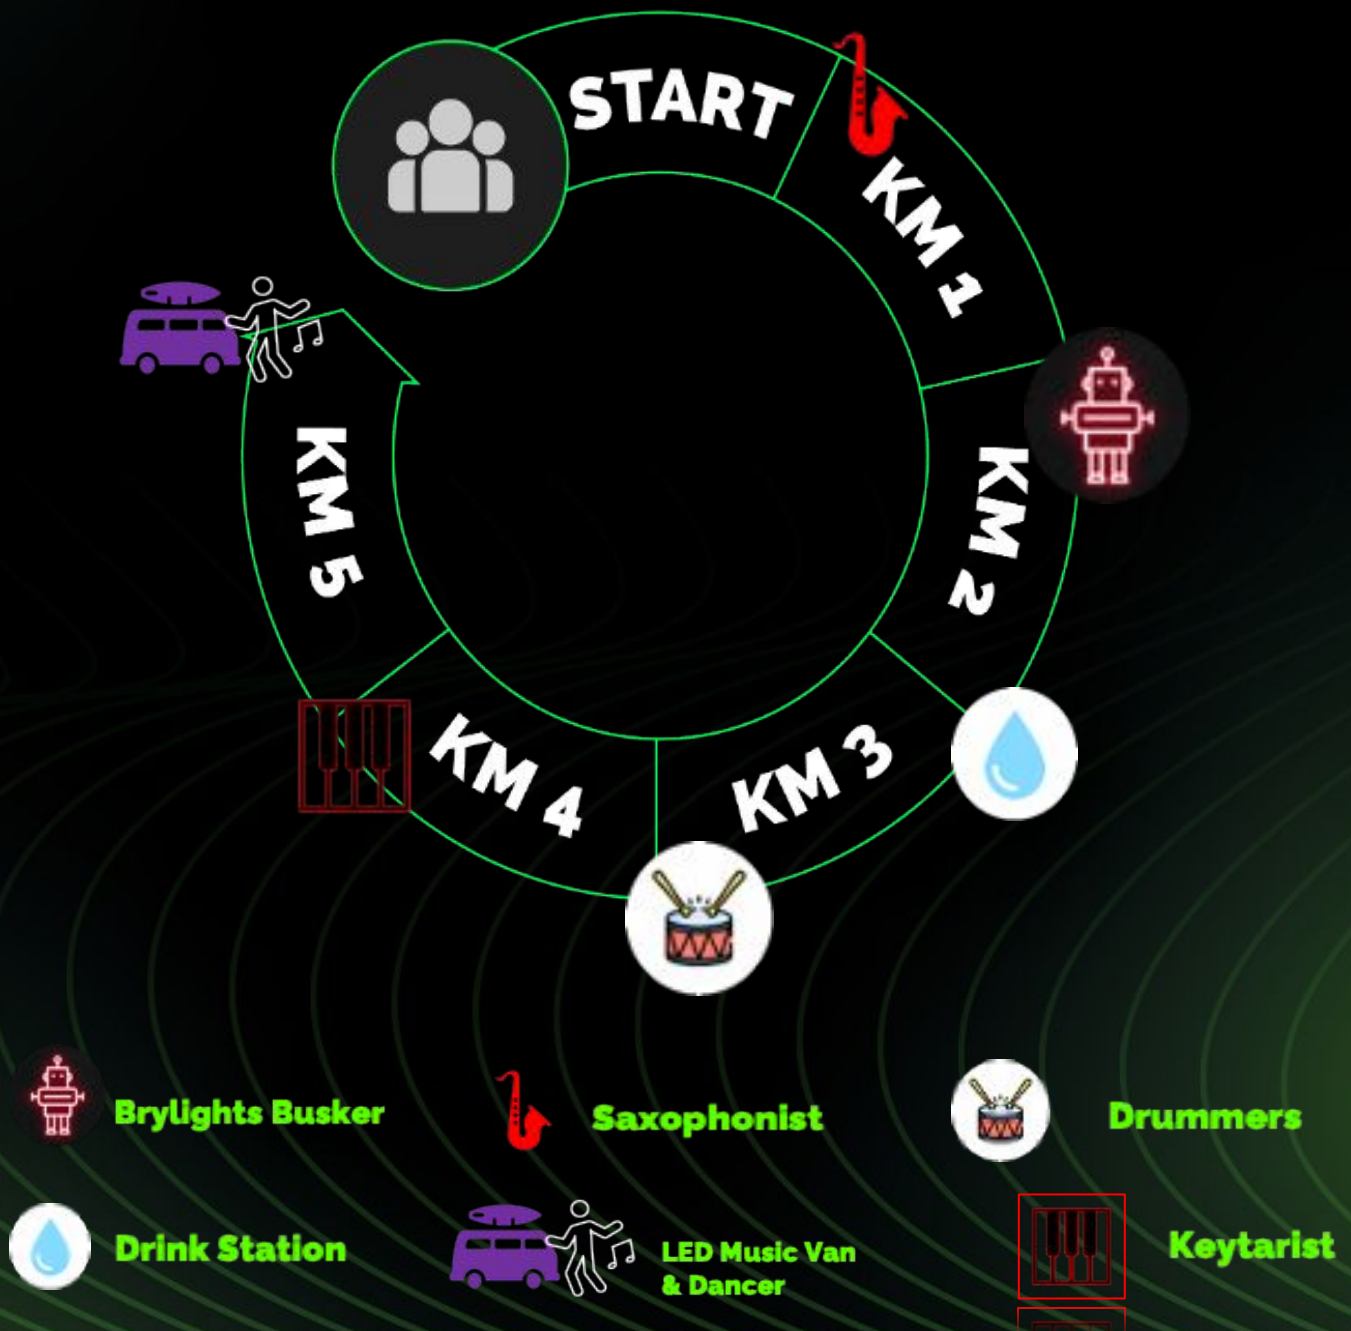 START
KM 1
KM 2
KM 3
KM 4
KM 5
Brylights Busker
Saxophonist
Drummers
Drink Station
LED Music Van
& Dancer
Keytarist